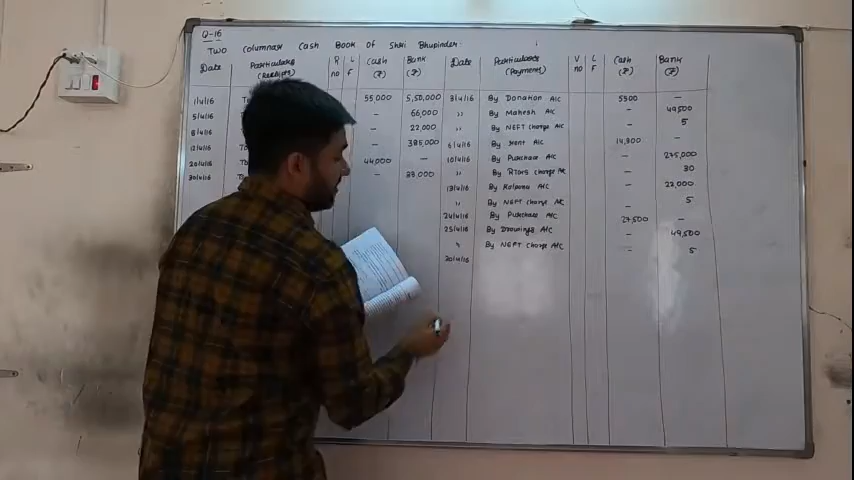 Q-16
TWO COLUMNAR CASH BOOK OF Shri Bhupinder
Date Particulars (Receipts) R no L F Cash (₹) Bank (₹) Date Particulars (Payment) V no L F Cash (₹) Bank (₹)
1/4/16 55,000 5,50,000 3/4/16 By Donation A/c 5500 -
5/4/16 - 66,000 ,, By Mahesh A/c - 49,500
8/4/16 - 22,000 ,, By NEFT Charge A/c - 5
12/4/16 - 385,000 6/4/16 By Rent A/c 14,300 -
20/4/16 To 44,000 - 10/4/16 By Purchase A/c - 275,000
30/4/16 To - 33,000 ,, By RTGS Charge A/c - 30
13/4/16 By Kalpana A/c - 22,000
,, By NEFT Charge A/c - 5
24/4/16 By Purchase A/c 27,500 -
25/4/16 By Drawings A/c - 49,500
,, By NEFT Charge A/c - 5
30/4/16